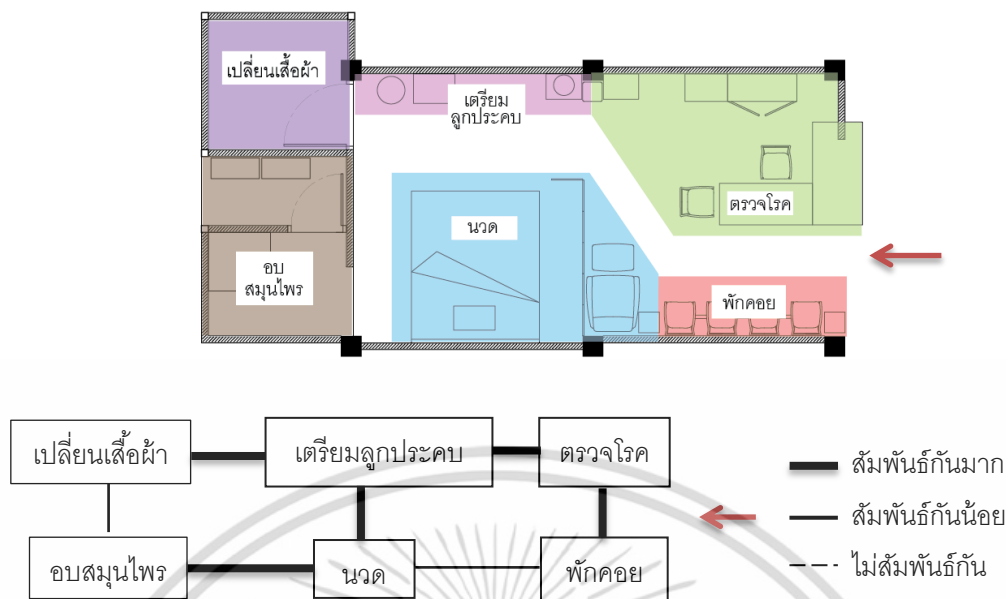 เปลี่ยนเสื้อผ้า
เตรียม
ลูกประคบ
ตรวจโรค
นวด
อบ
สมุนไพร
พักคอย
เปลี่ยนเสื้อผ้า
เตรียมลูกประคบ
ตรวจโรค
สัมพันธ์กันมาก
สัมพันธ์กันน้อย
อบสมุนไพร
นวด
พักคอย
ไม่สัมพันธ์กัน